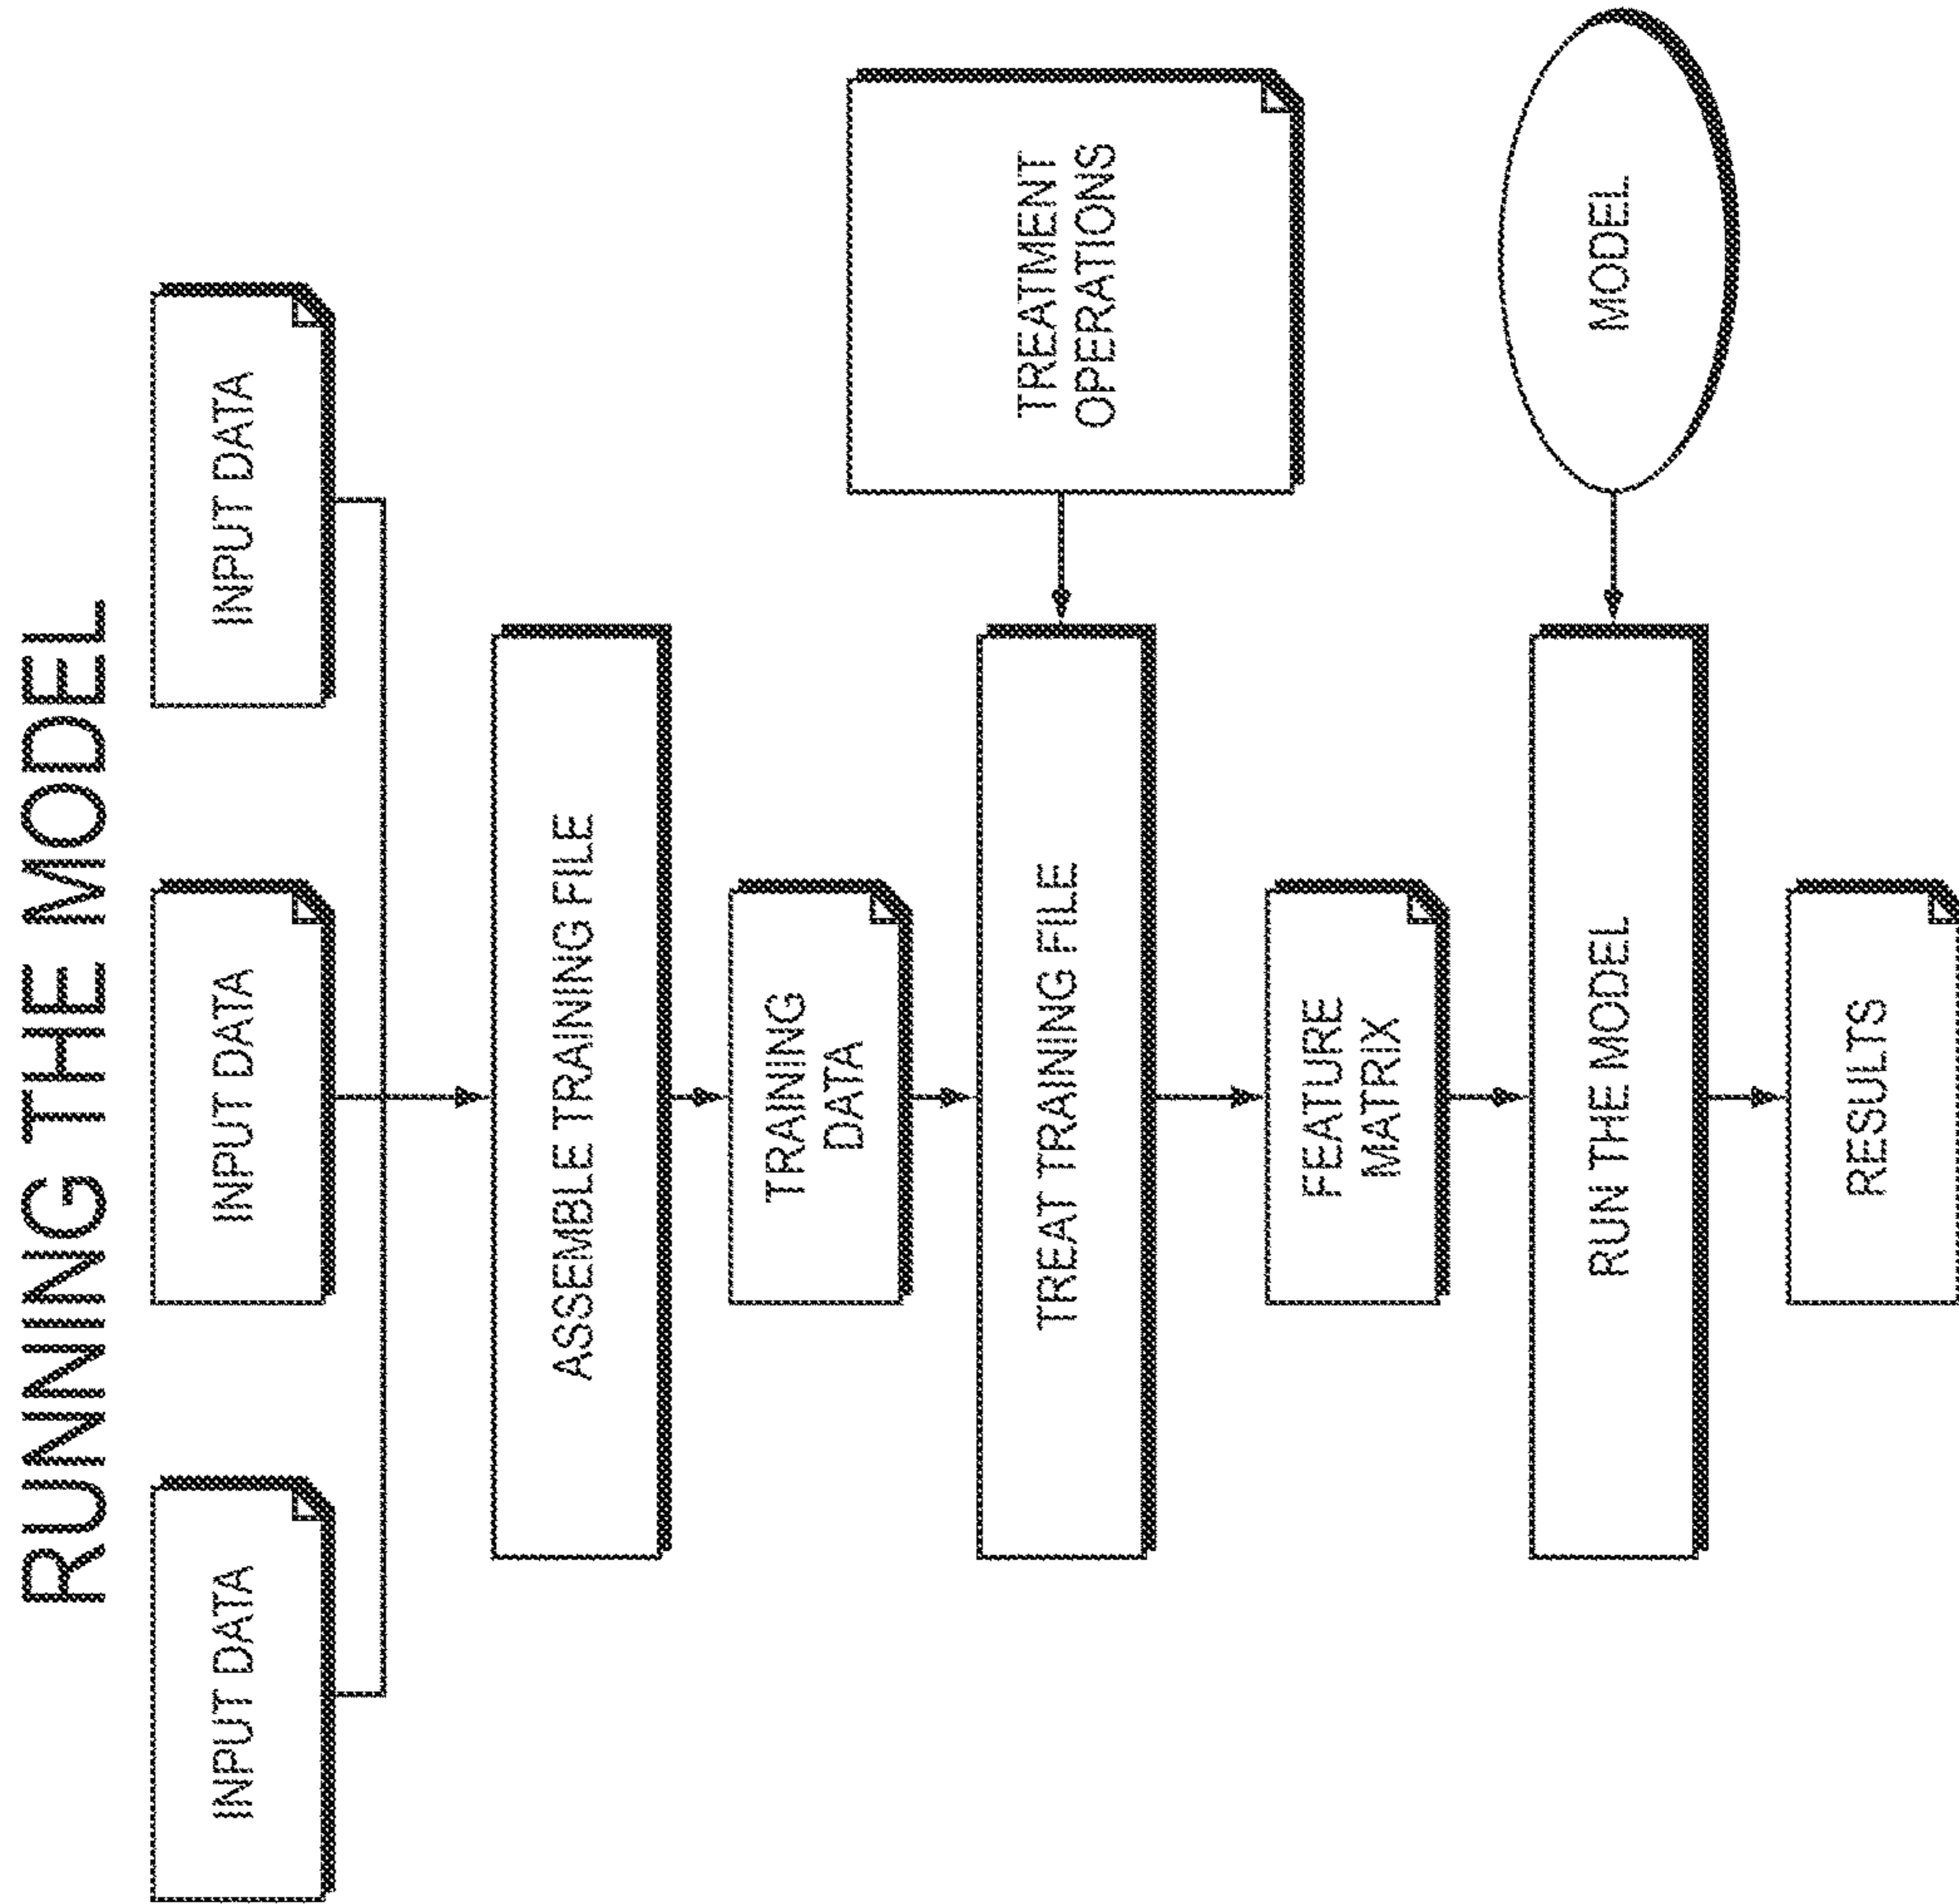 RUNNING THE MODEL
INPUT DATA
INPUT DATA
INPUT DATA
ASSEMBLE TRAINING FILE
TRAINING
DATA
TREAT TRAINING FILE
TREATMENT
OPERATIONS
FEATURE
MATRIX
RUN THE MODEL
MODEL
RESULTS